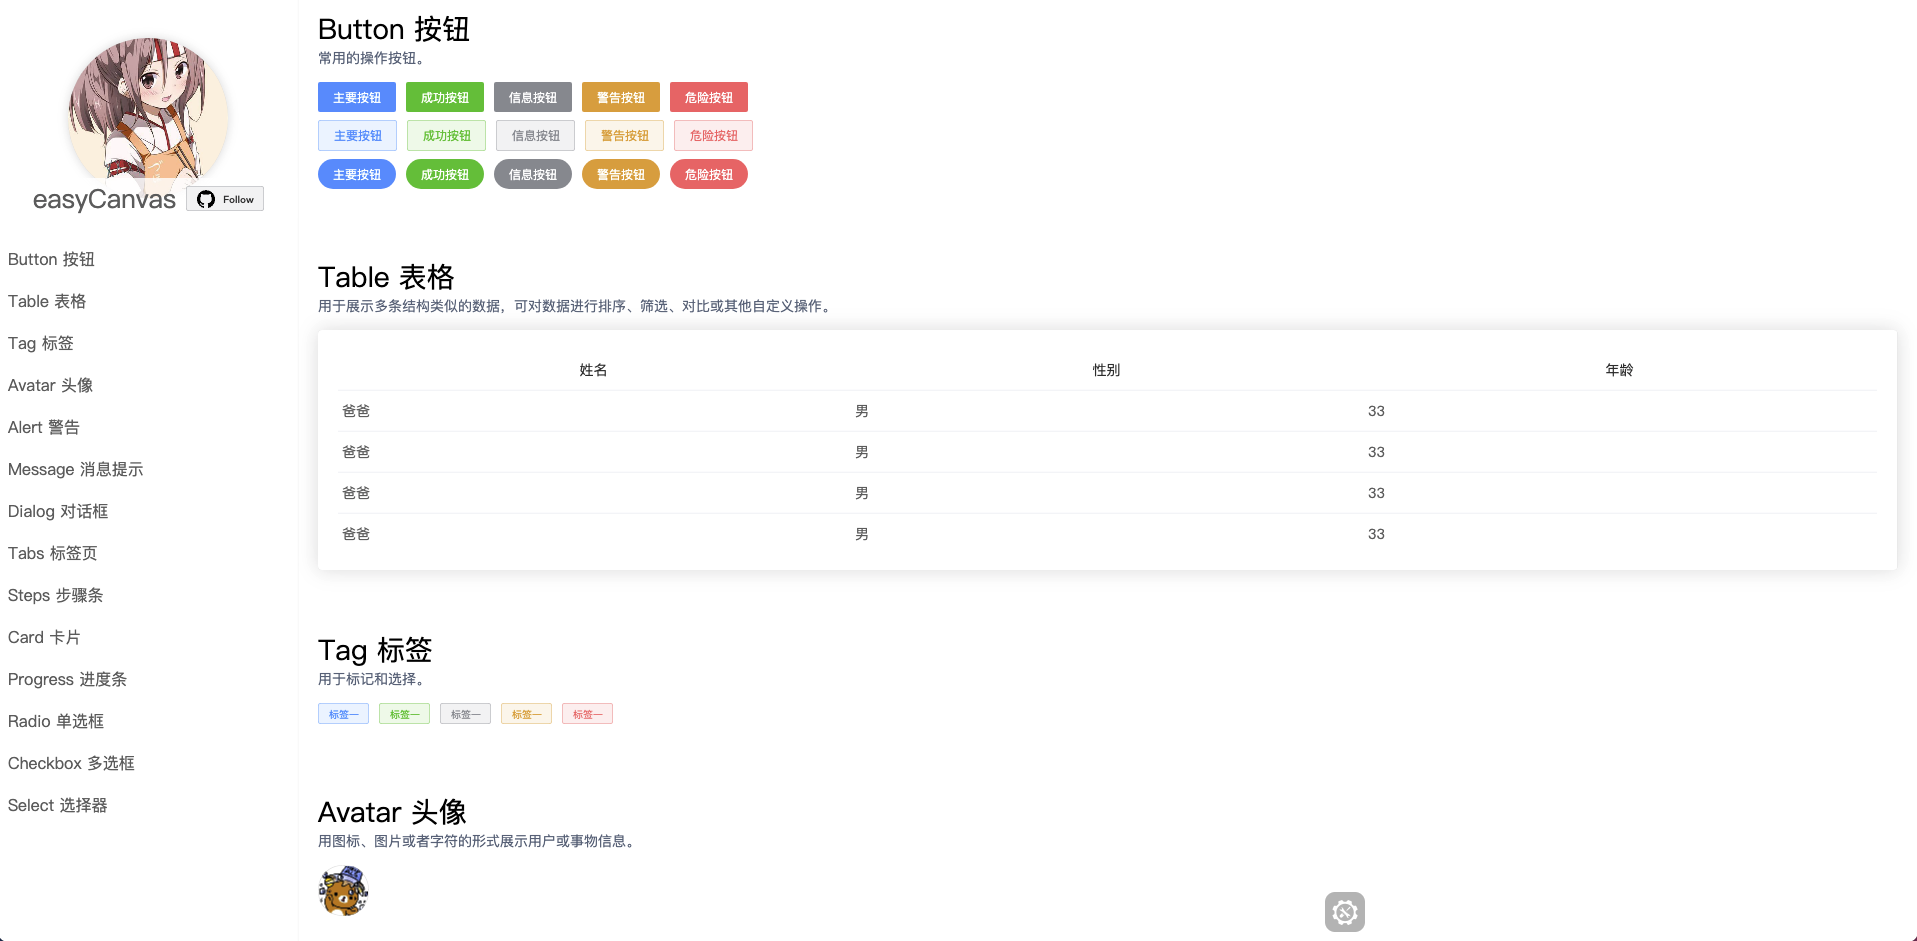 easyCanvas
Follow
Button 按钮
Table 表格
Tag 标签
Avatar 头像
Alert 警告
Message 消息提示
Dialog 对话框
Tabs 标签页
Steps 步骤条
Card 卡片
Progress 进度条
Radio 单选框
Checkbox 多选框
Select 选择器
Button 按钮
常用的操作按钮。
主要按钮 成功按钮 信息按钮 警告按钮 危险按钮
主要按钮 成功按钮 信息按钮 警告按钮 危险按钮
主要按钮 成功按钮 信息按钮 警告按钮 危险按钮
Table 表格
用于展示多条结构类似的数据，可对数据进行排序、筛选、对比或其他自定义操作。
姓名 性别 年龄
爸爸 男 33
爸爸 男 33
爸爸 男 33
爸爸 男 33
Tag 标签
用于标记和选择。
标签一 标签一 标签一 标签一 标签一
Avatar 头像
用图标、图片或者字符的形式展示用户或事物信息。